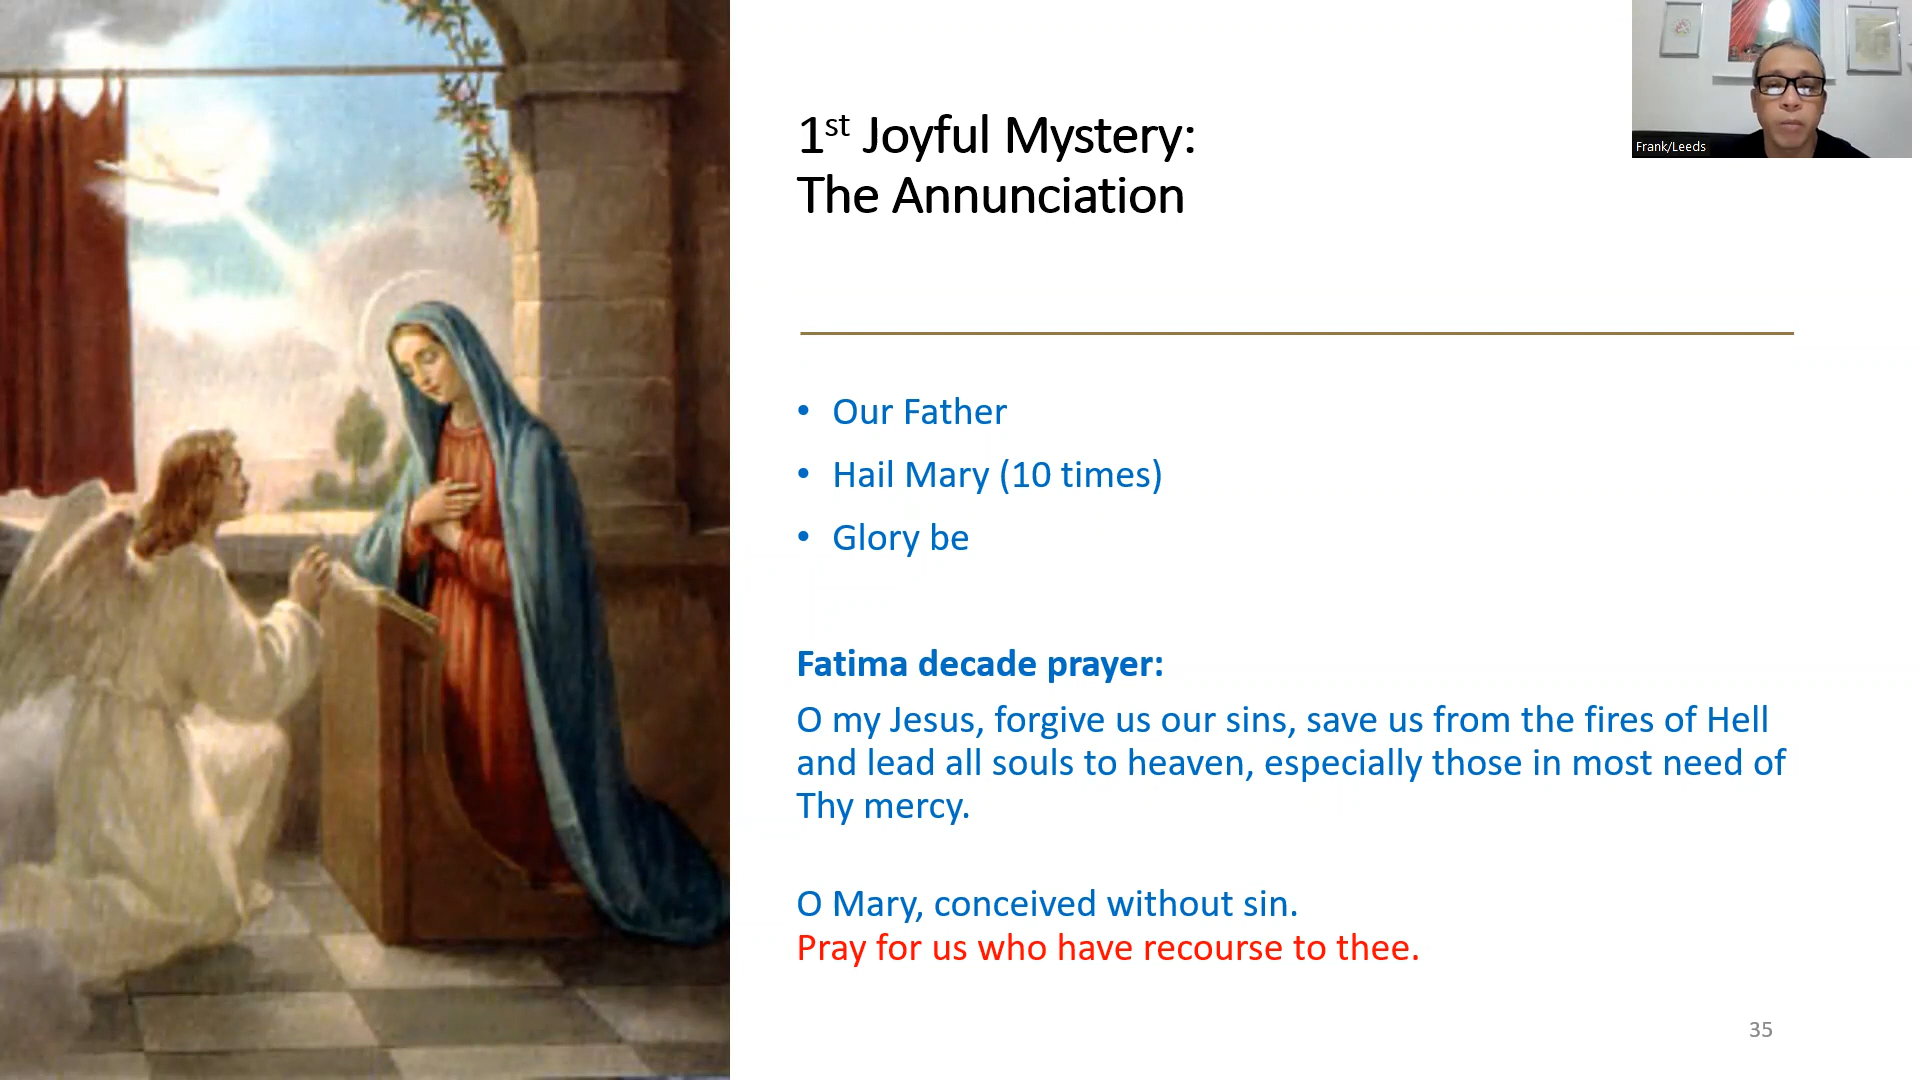 1st Joyful Mystery:
The Annunciation
Frank/Leeds
• Our Father
• Hail Mary (10 times)
• Glory be
Fatima decade prayer:
O my Jesus, forgive us our sins, save us from the fires of Hell
and lead all souls to heaven, especially those in most need of
Thy mercy.
O Mary, conceived without sin.
Pray for us who have recourse to thee.
35